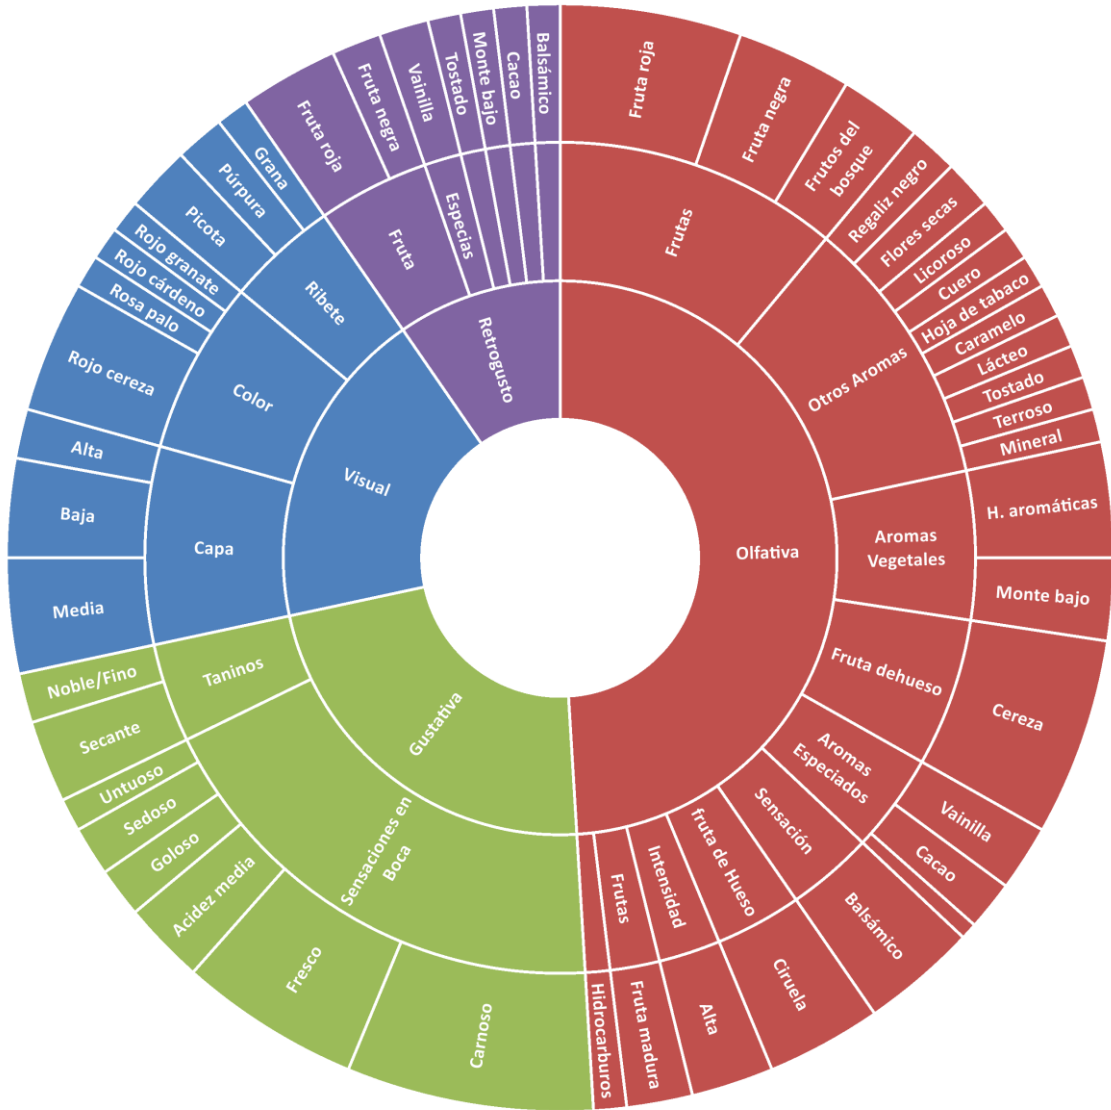 Fruta roja
Fruta negra
Frutos del
bosque
Regaliz negro
Flores secas
Licoroso
Cuero
Hoja de tabaco
Caramelo
Lácteo
Tostado
Terroso
Mineral
H. aromáticas
Monte bajo
Cereza
Vainilla
Cacao
Balsámico
Ciruela
Alta
Fruta madura
Hidrocarburos
Carnoso
Fresco
Acidez media
Goloso
Sedoso
Untuoso
Secante
Noble/Fino
Media
Baja
Alta
Rojo cereza
Rosa palo
Rojo cárdeno
Rojo granate
Picota
Púrpura
Grana
Fruta roja
Fruta negra
Vainilla
Tostado
Monte bajo
Cacao
Balsámico
Frutas
Otros Aromas
Aromas
Vegetales
Fruta dehueso
Aromas
Especiados
Sensación
fruta de Hueso
Intensidad
Frutas
Sensaciones en
Boca
Taninos
Capa
Color
Ribete
Fruta
Especias
Olfativa
Gustativa
Visual
Retrogusto